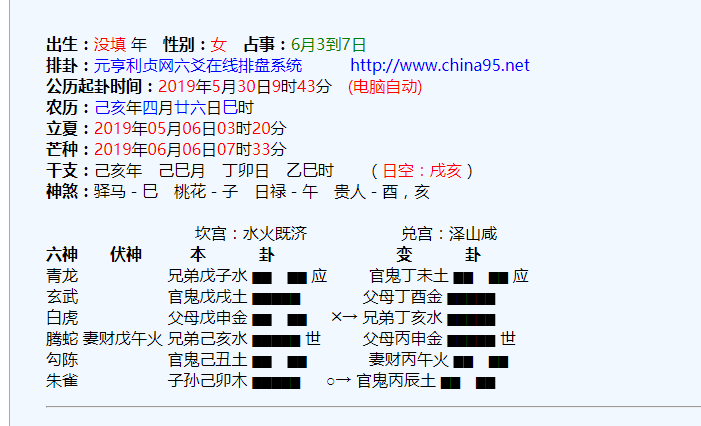 出生：没填 年 性别：女 占事：6月3到7日
排卦：元亨利贞网六爻在线排盘系统 http://www.china95.net
公历起卦时间：2019年5月30日9时43分 (电脑自动)
农历：己亥年四月廿六日巳时
立夏：2019年05月06日03时20分
芒种：2019年06月06日07时33分
干支：己亥年 己巳月 丁卯日 乙巳时 （日空：戌亥）
神煞：驿马－巳 桃花－子 日禄－午 贵人－酉，亥
坎宫：水火既济 兑宫：泽山咸
六神 伏神 本 卦 变 卦
青龙 兄弟戊子水 ▅▅ ▅▅ 应 官鬼丁未土 ▅▅ ▅▅ 应
玄武 官鬼戊戌土 ▅▅▅▅▅ 父母丁酉金 ▅▅▅▅▅
白虎 父母戊申金 ▅▅ ▅▅ ×→ 兄弟丁亥水 ▅▅▅▅▅
腾蛇 妻财戊午火 兄弟己亥水 ▅▅▅▅▅ 世 父母丙申金 ▅▅▅▅▅ 世
勾陈 官鬼己丑土 ▅▅ ▅▅ 妻财丙午火 ▅▅ ▅▅
朱雀 子孙己卯木 ▅▅▅▅▅ ○→ 官鬼丙辰土 ▅▅ ▅▅